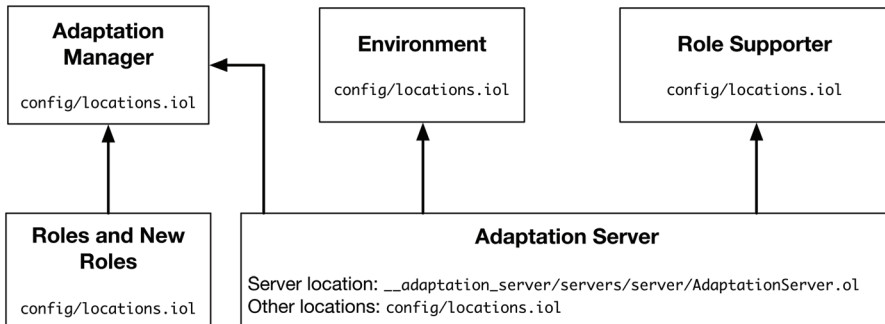 Adaptation
Manager
config/locations.iol
Environment
config/locations.iol
Role Supporter
config/locations.iol
Roles and New
Roles
config/locations.iol
Adaptation Server
Server location: __adaptation_server/servers/server/AdaptationServer.ol
Other locations: config/locations.iol